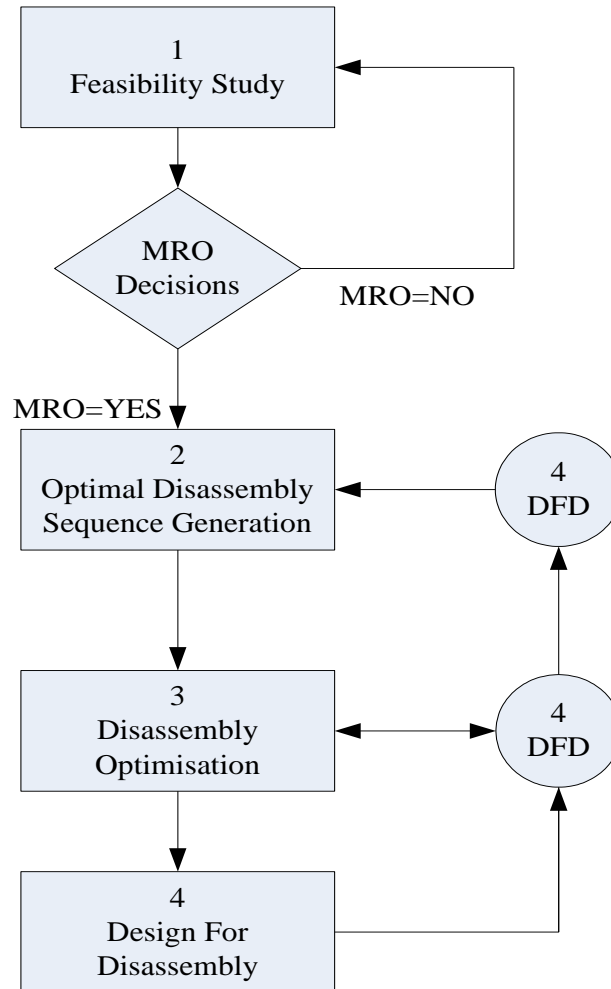 1
Feasibility Study
MRO
Decisions
MRO=NO
MRO=YES
2
Optimal Disassembly
Sequence Generation
4
DFD
3
Disassembly
Optimisation
4
DFD
4
Design For
Disassembly